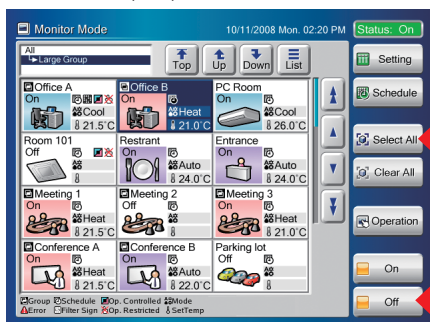 Monitor Mode 10/11/2008 Mon. 02:20 PM Status: On
All
Large Group
Top Up Down List
Setting
Schedule
Select All
Clear All
Operation
On
Off
Office A
On
Cool
21.5°C
Office B
On
Heat
21.0°C
PC Room
On
Cool
26.0°C
Room 101
Off
Restrant
On
Auto
24.0°C
Entrance
On
Auto
24.0°C
Meeting 1
On
Heat
21.5°C
Meeting 2
Off
Meeting 3
On
Heat
21.0°C
Conference A
On
Heat
21.5°C
Conference B
On
Auto
22.0°C
Parking lot
Off
Group Schedule Op. Controlled Mode
Error Filter Sign Op. Restricted SetTemp